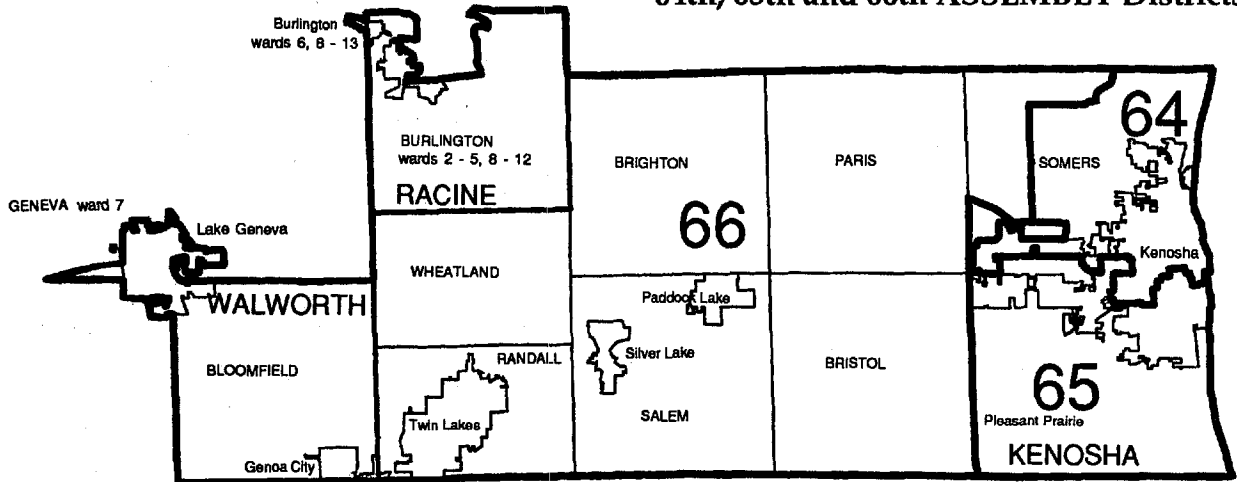 64th, 65th and 66th ASSEMBLY Districts
Burlington
wards 6, 8 - 13
64
BURLINGTON
wards 2 - 5, 8 - 12
BRIGHTON
PARIS
SOMERS
RACINE
GENEVA ward 7
Lake Geneva
66
WHEATLAND
Kenosha
WALWORTH
Paddock Lake
RANDALL
Silver Lake
BLOOMFIELD
BRISTOL
65
Twin Lakes
SALEM
Pleasant Prairie
Genoa City
KENOSHA